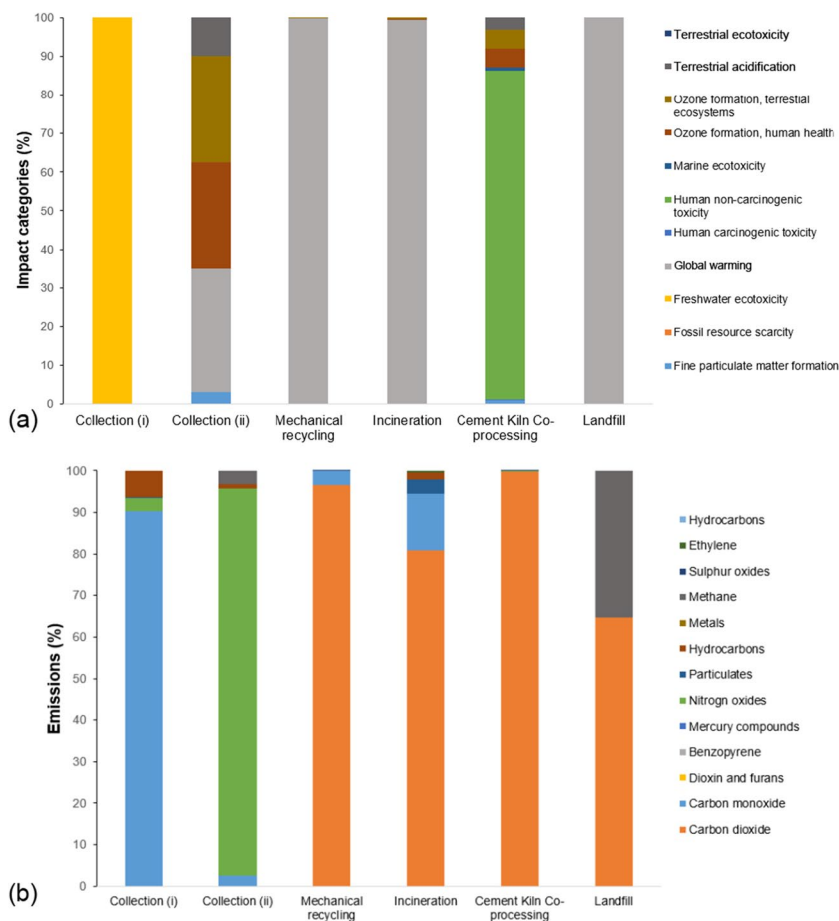 100
90
80
70
60
50
40
30
20
10
0
Impact categories (%)
(a)
Collection (i)
Collection (ii)
Mechanical
recycling
Incineration
Cement Kiln Co-
processing
Landfill
Terrestrial ecotoxicity
Terrestrial acidification
Ozone formation, terrestial
ecosystems
Ozone formation, human health
Marine ecotoxicity
Human non-carcinogenic
toxicity
Human carcinogenic toxicity
Global warming
Freshwater ecotoxicity
Fossil resource scarcity
Fine particulate matter formation
100
90
80
70
60
50
40
30
20
10
0
Emissions (%)
(b)
Collection (i)
Collection (ii)
Mechanical
recycling
Incineration
Cement Kiln Co-
processing
Landfill
Hydrocarbons
Ethylene
Sulphur oxides
Methane
Metals
Hydrocarbons
Particulates
Nitrogn oxides
Mercury compounds
Benzopyrene
Dioxin and furans
Carbon monoxide
Carbon dioxide